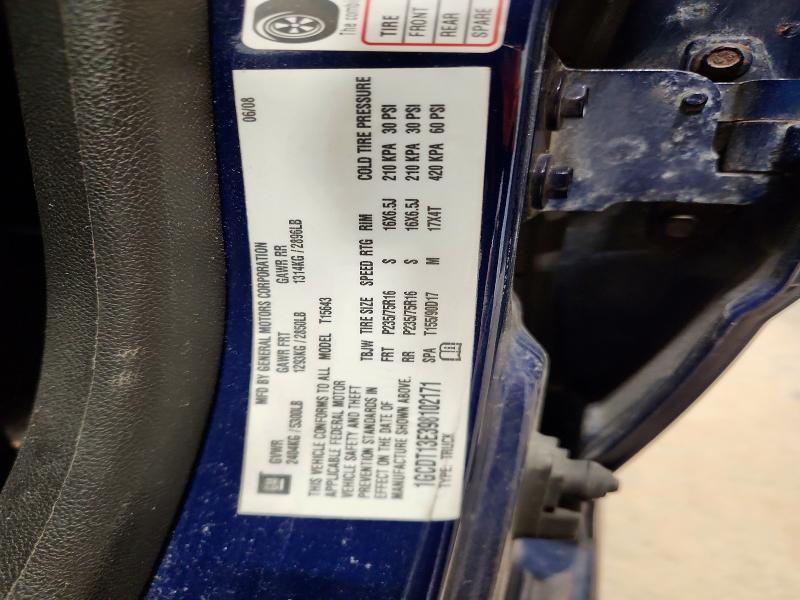 The
TIRE
FRONT
REAR
SPARE
06/08
MFD BY GENERAL MOTORS CORPORATION
GVWR GAWR FRT GAWR RR
2404KG / 5300LB 1293KG / 2850LB 1314KG / 2896LB
GM
THIS VEHICLE CONFORMS TO ALL
APPLICABLE FEDERAL MOTOR
VEHICLE SAFETY AND THEFT
PREVENTION STANDARDS IN
EFFECT ON THE DATE OF
MANUFACTURE SHOWN ABOVE.
1GCDT13E398102171
TYPE: TRUCK
MODEL T15643
TBJW TIRE SIZE SPEED RTG RIM COLD TIRE PRESSURE
FRT P235/75R16 S 16X6.5J 210 KPA 30 PSI
RR P235/75R16 S 16X6.5J 210 KPA 30 PSI
SPA T155/90D17 M 17X4T 420 KPA 60 PSI